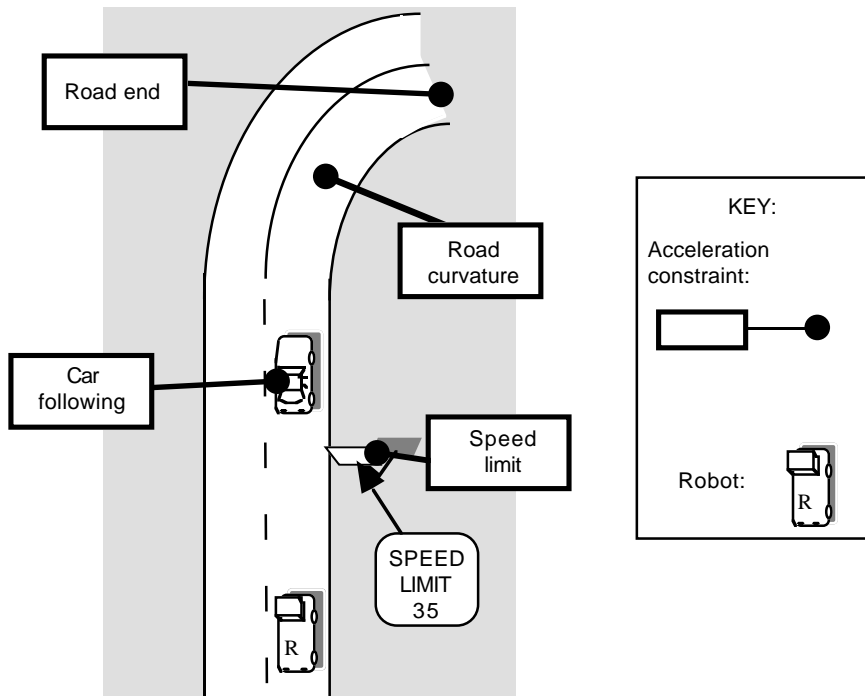 Road end
Road
curvature
Car
following
Speed
limit
SPEED
LIMIT
35
R
KEY:
Acceleration
constraint:
Robot:
R